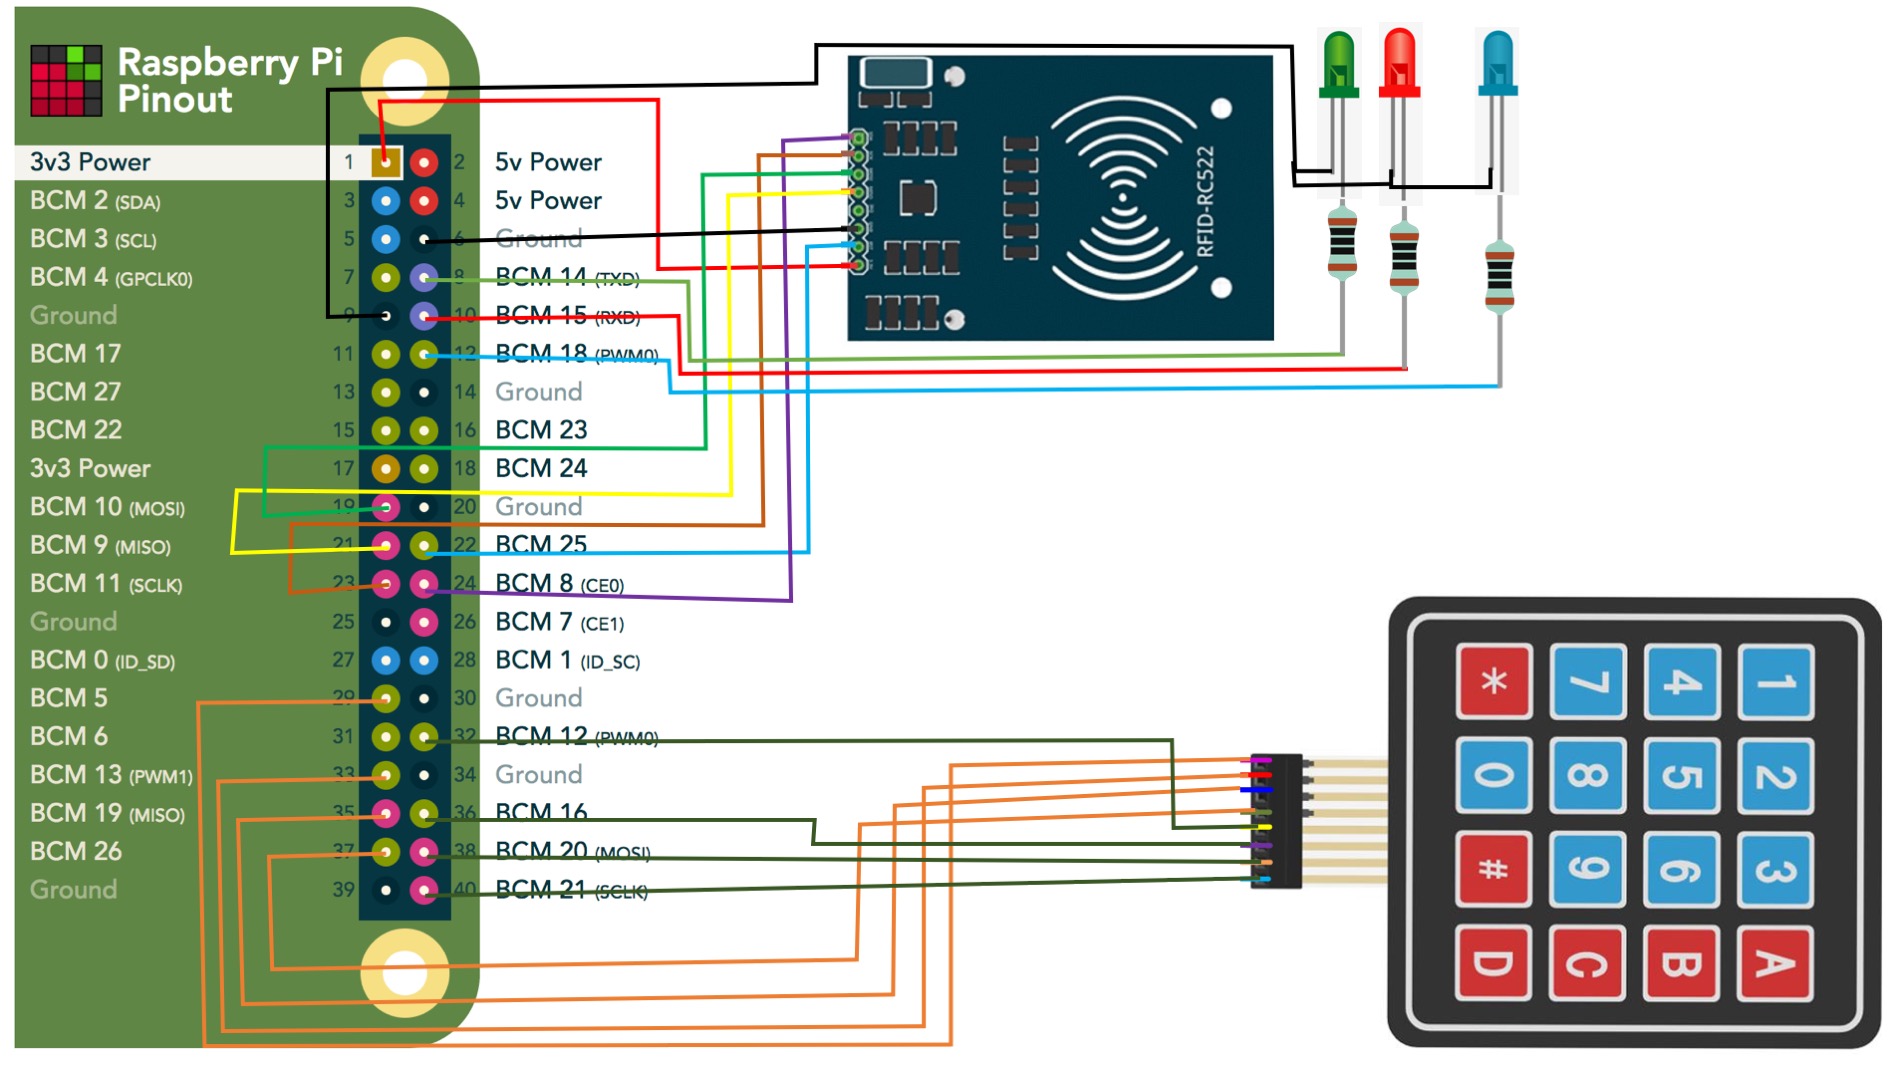 Raspberry Pi
Pinout
3v3 Power 1 2 5v Power
BCM 2 (SDA) 3 4 5v Power
BCM 3 (SCL) 5 6 Ground
BCM 4 (GPCLK0) 7 8 BCM 14 (TXD)
Ground 9 10 BCM 15 (RXD)
BCM 17 11 12 BCM 18 (PWM0)
BCM 27 13 14 Ground
BCM 22 15 16 BCM 23
3v3 Power 17 18 BCM 24
BCM 10 (MOSI) 19 20 Ground
BCM 9 (MISO) 21 22 BCM 25
BCM 11 (SCLK) 23 24 BCM 8 (CE0)
Ground 25 26 BCM 7 (CE1)
BCM 0 (ID_SD) 27 28 BCM 1 (ID_SC)
BCM 5 29 30 Ground
BCM 6 31 32 BCM 12 (PWM0)
BCM 13 (PWM1) 33 34 Ground
BCM 19 (MISO) 35 36 BCM 16
BCM 26 37 38 BCM 20 (MOSI)
Ground 39 40 BCM 21 (SCLK)
RFID-RC522
* 7 4 1
0 8 5 2
# 9 6 3
D C B A